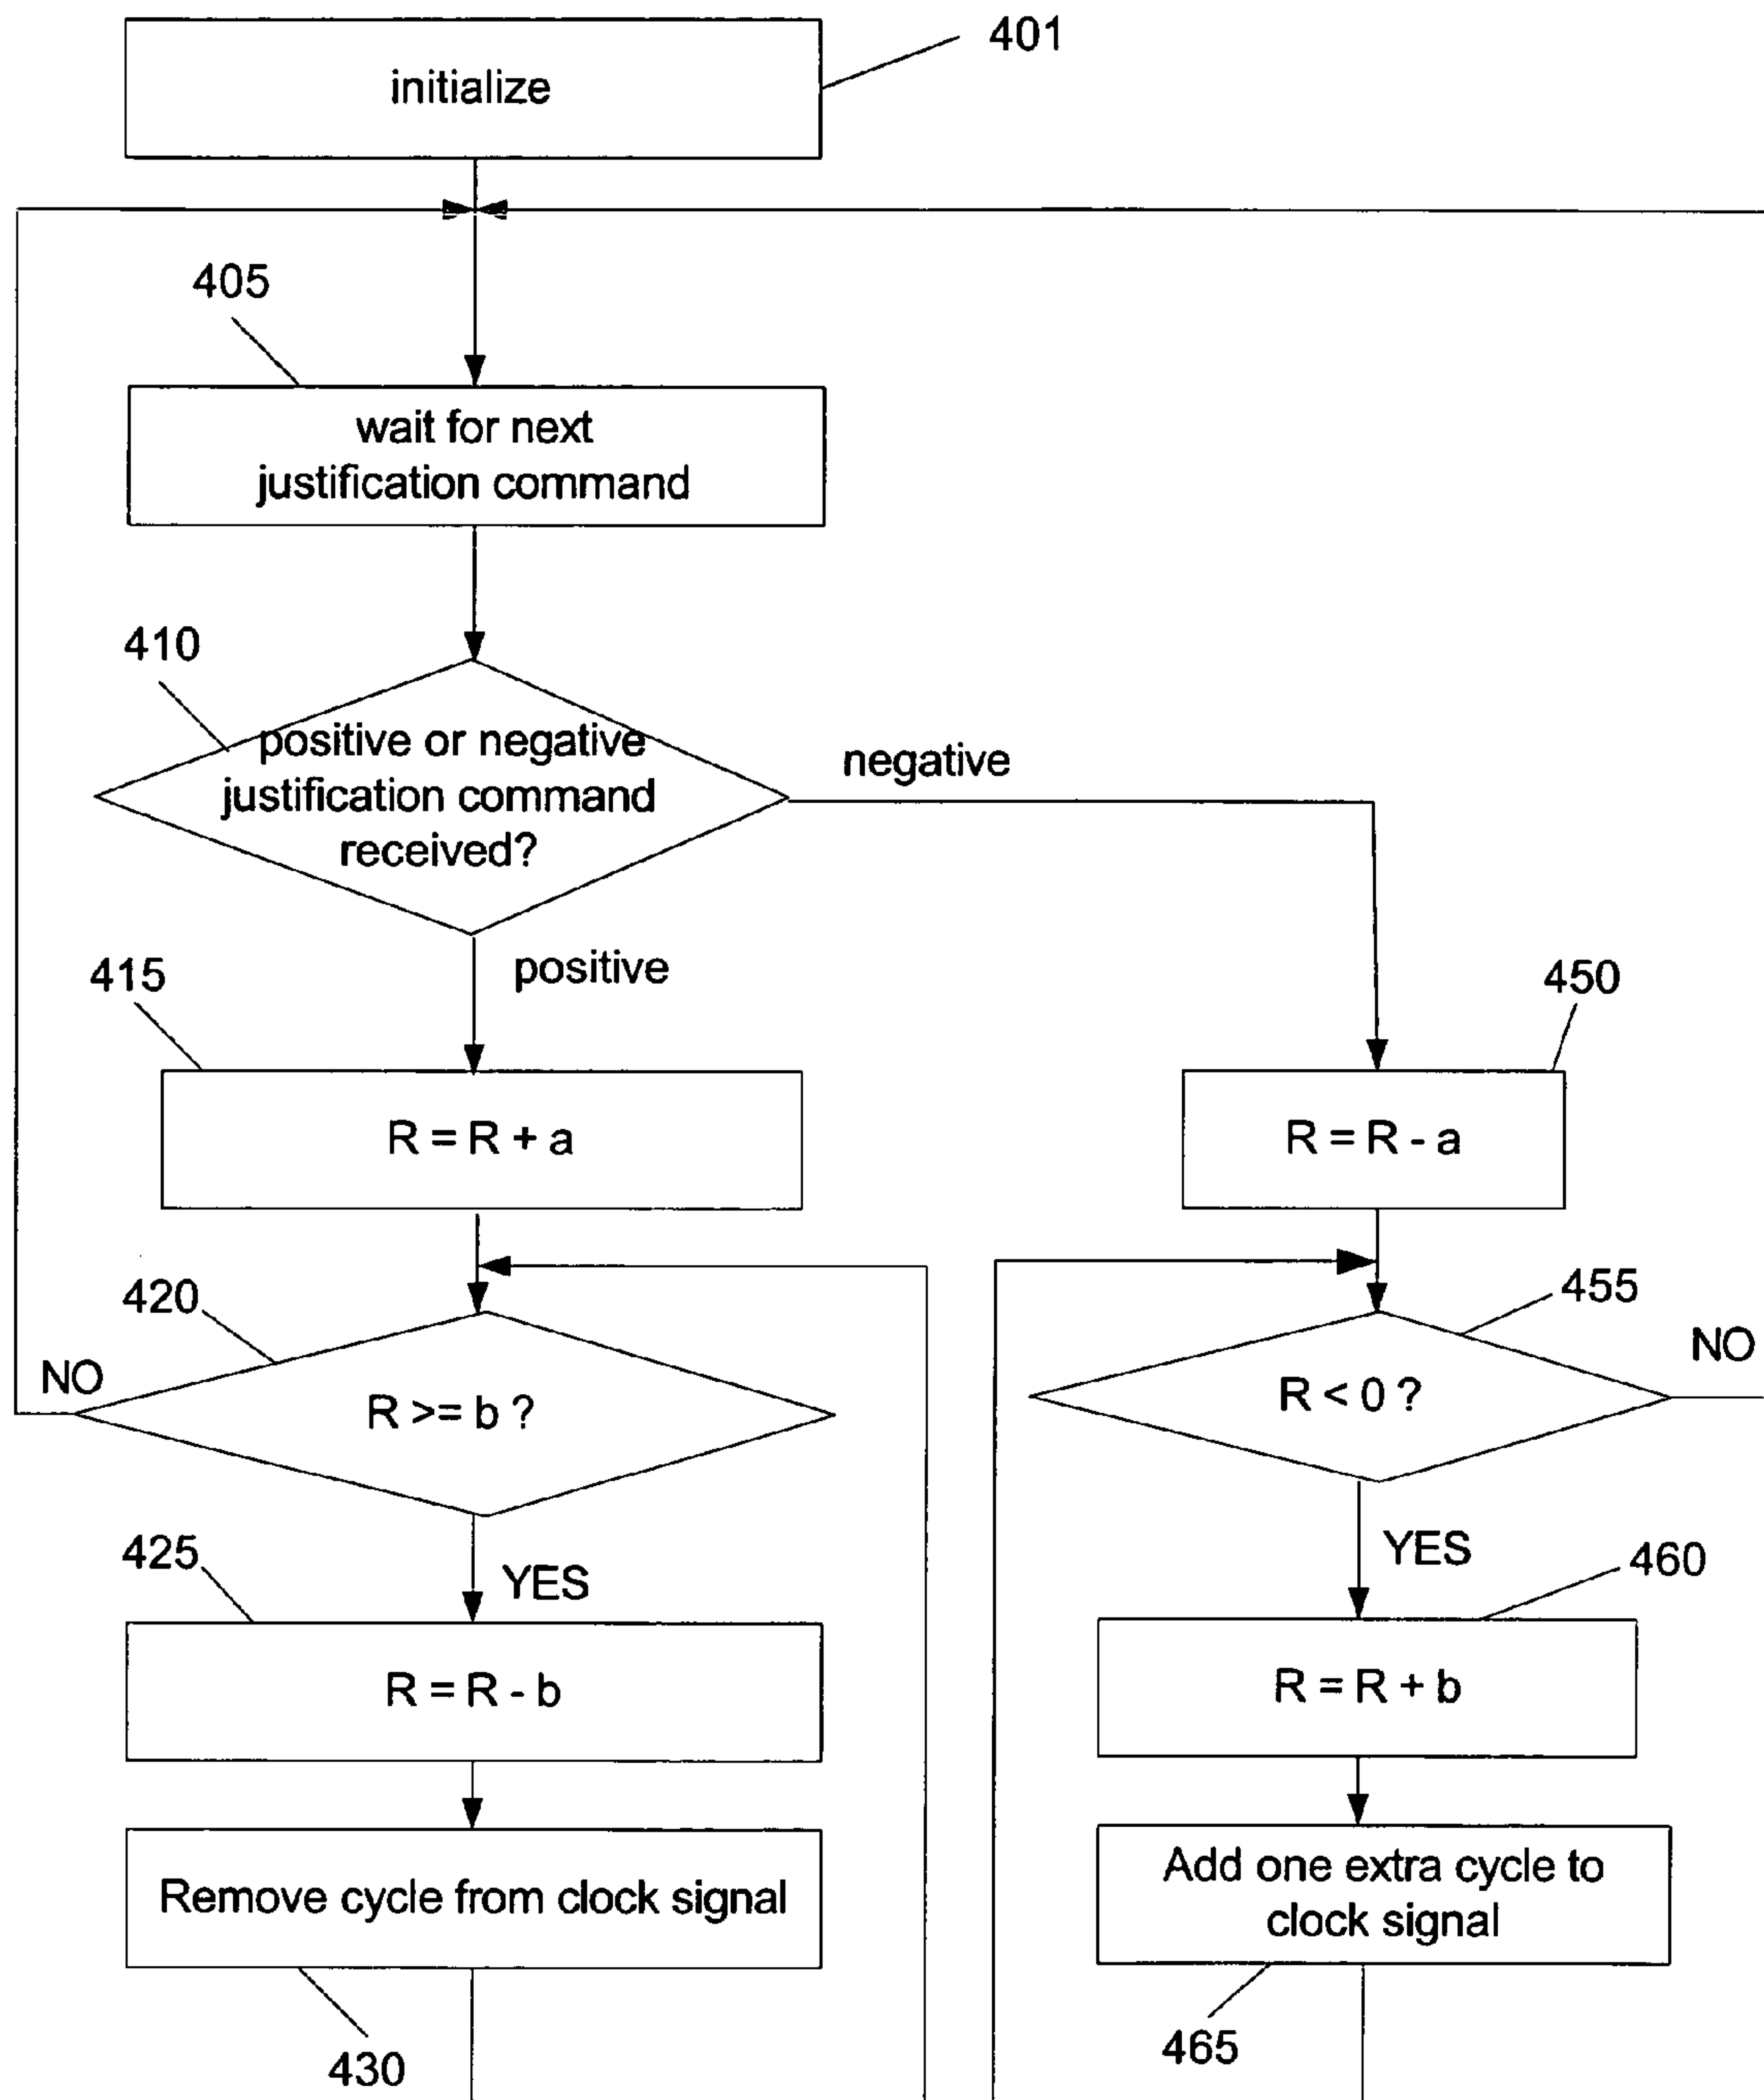 401
initialize
405
wait for next
justification command
410
positive or negative
justification command
received?
negative
positive
415
450
R = R + a
R = R - a
420
455
NO
R >= b ?
R < 0 ?
NO
YES
YES
425
460
R = R - b
R = R + b
Remove cycle from clock signal
Add one extra cycle to
clock signal
430
465